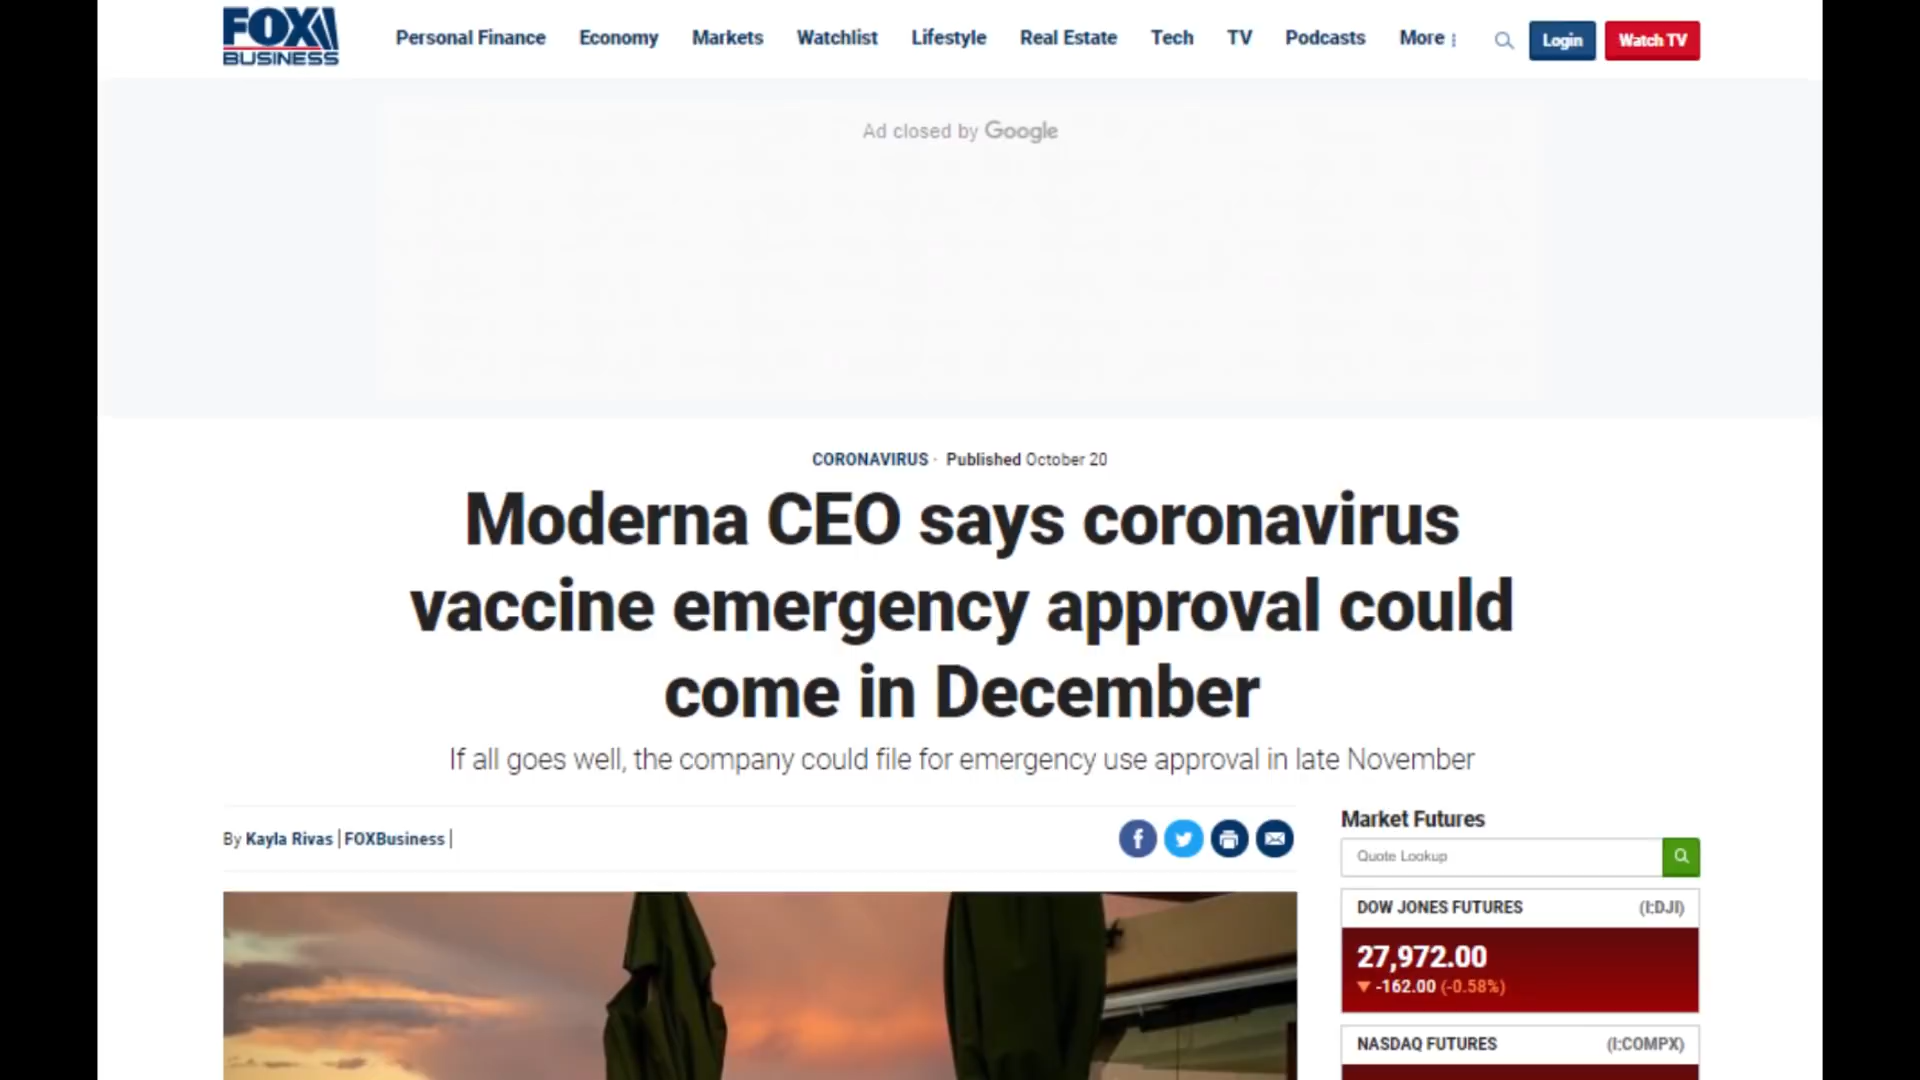 FOX BUSINESS
Personal Finance Economy Markets Watchlist Lifestyle Real Estate Tech TV Podcasts More Login Watch TV
Ad closed by Google
CORONAVIRUS · Published October 20
Moderna CEO says coronavirus
vaccine emergency approval could
come in December
If all goes well, the company could file for emergency use approval in late November
By Kayla Rivas | FOXBusiness |
Market Futures
Quote Lookup
DOW JONES FUTURES (I:DJI)
27,972.00
▼ -162.00 (-0.58%)
NASDAQ FUTURES (I:COMPX)